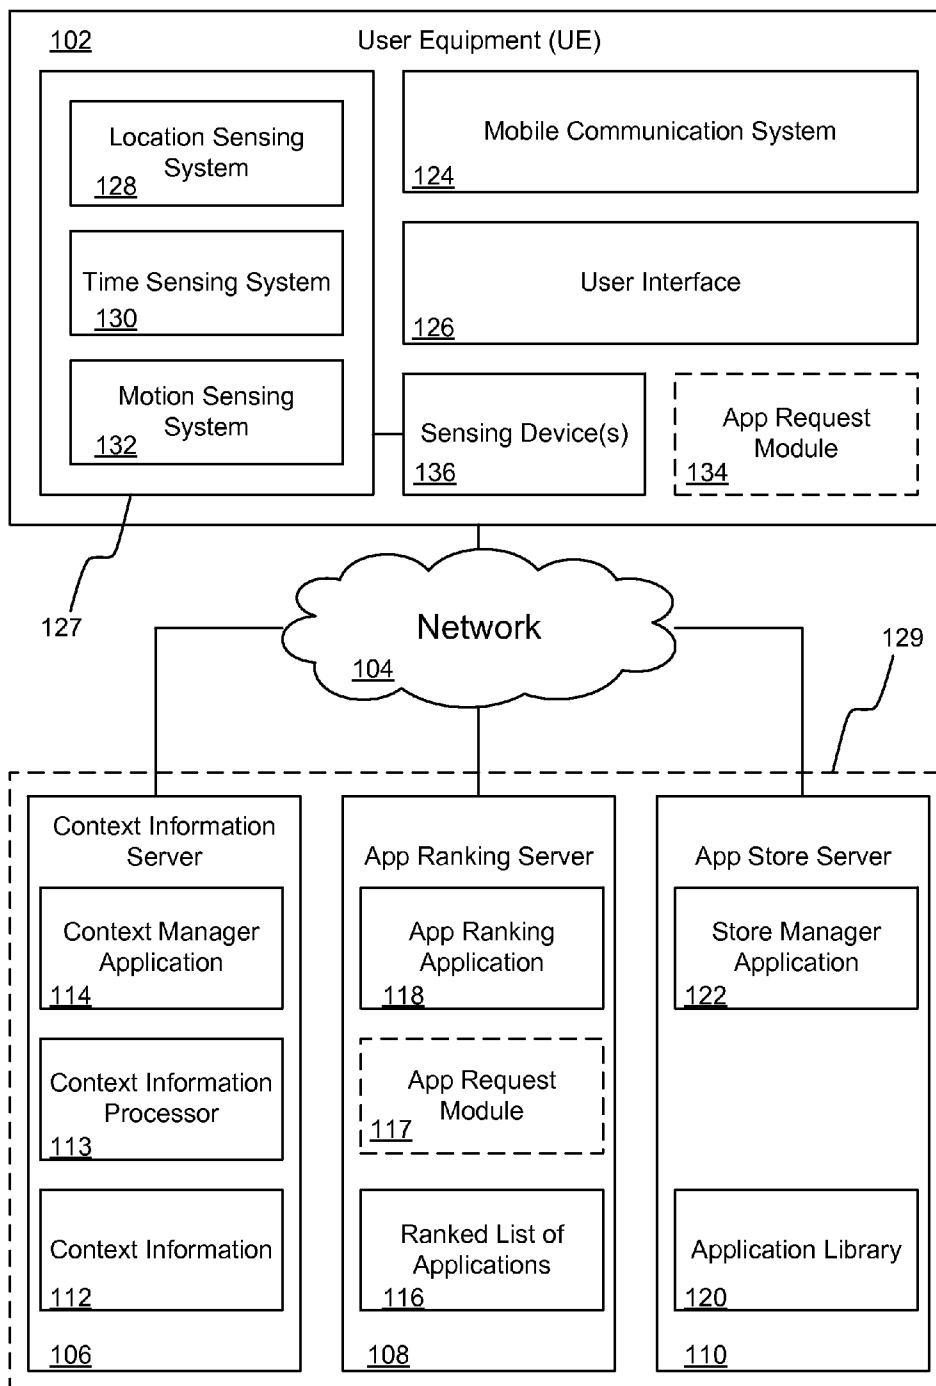 102
User Equipment (UE)
Location Sensing
System
128
Time Sensing System
130
Motion Sensing
System
132
Mobile Communication System
124
User Interface
126
Sensing Device(s)
136
App Request
Module
134
127
Network
104
129
Context Information
Server
Context Manager
Application
114
Context Information
Processor
113
Context Information
112
106
App Ranking Server
App Ranking
Application
118
App Request
Module
117
Ranked List of
Applications
116
108
App Store Server
Store Manager
Application
122
Application Library
120
110